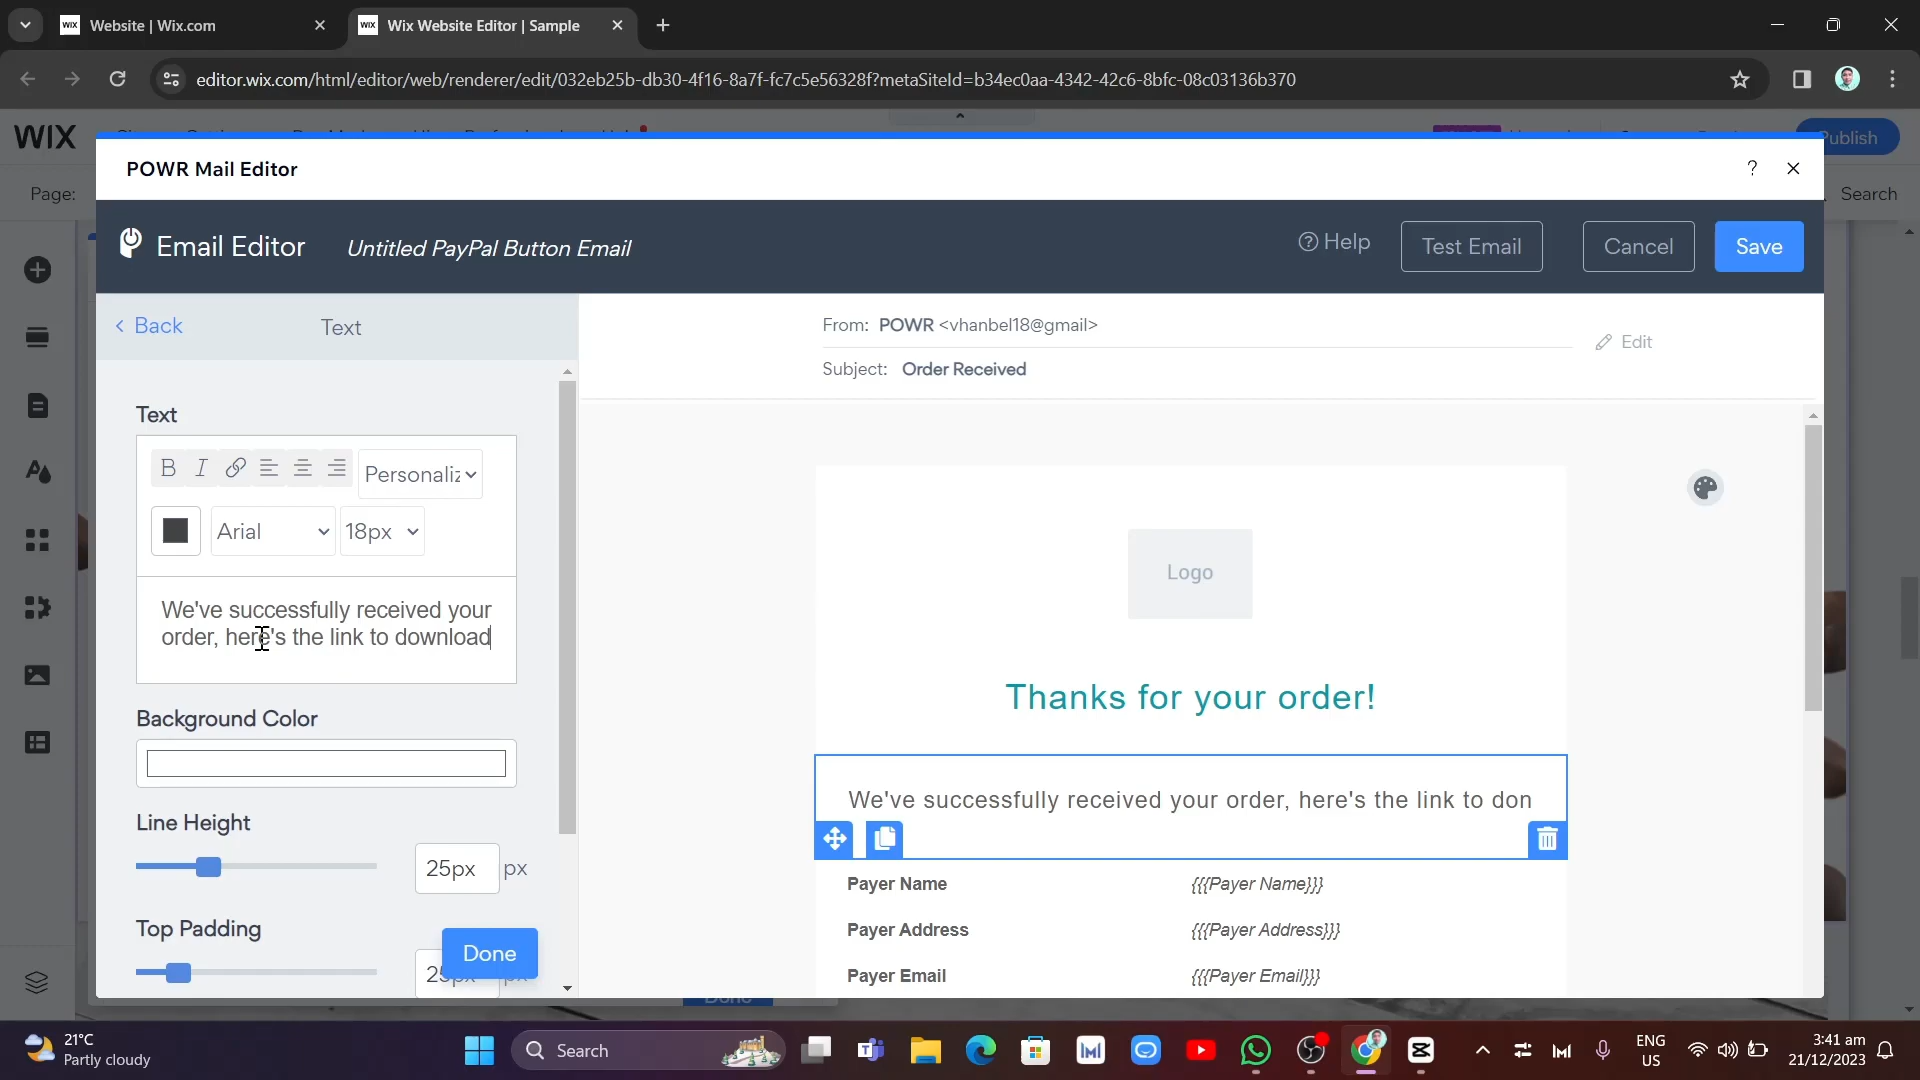 Website | Wix.com
Wix Website Editor | Sample
editor.wix.com/html/editor/web/renderer/edit/032eb25b-db30-4f16-8a7f-fc7c5e56328f?metaSiteId=b34ec0aa-4342-42c6-8bfc-08c03136b370
WIX
Publish
Page:
Search
POWR Mail Editor
?
Email Editor
Untitled PayPal Button Email
Help
Test Email
Cancel
Save
Back
Text
From: POWR <vhanbel18@gmail>
Edit
Subject: Order Received
Text
B I
Personaliz
Arial
18px
We've successfully received your
order, here's the link to download
Background Color
Line Height
25px px
Top Padding
Done
Logo
Thanks for your order!
We've successfully received your order, here's the link to don
Payer Name {{{Payer Name}}}
Payer Address {{{Payer Address}}}
Payer Email {{{Payer Email}}}
Done
21°C
Partly cloudy
Search
ENG
US
3:41 am
21/12/2023